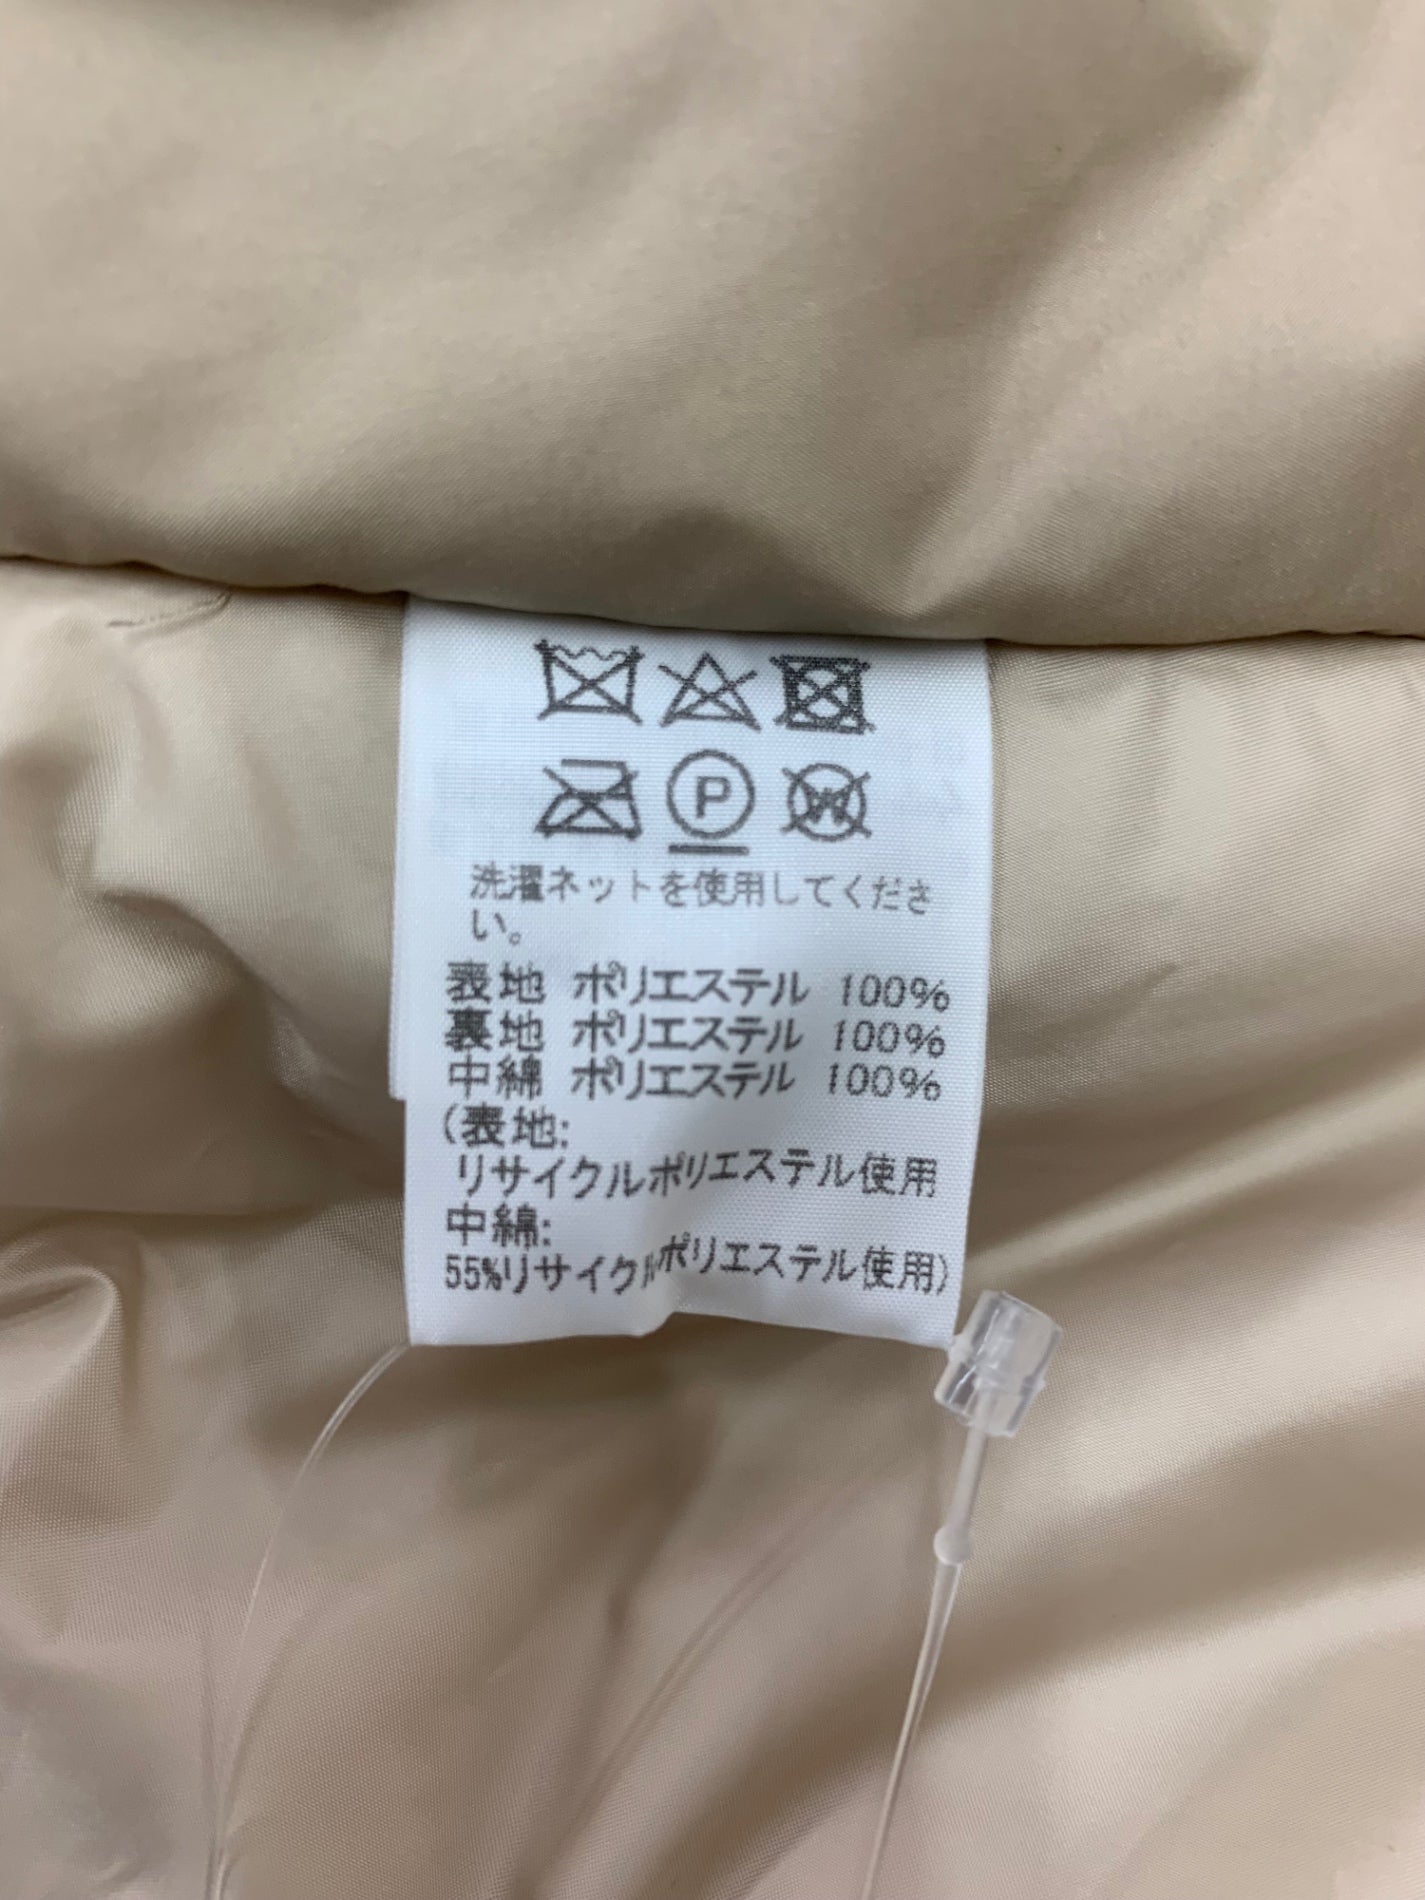 P W
洗濯ネットを使用してくださ
い。
表地 ポリエステル 100%
裏地 ポリエステル 100%
中綿 ポリエステル 100%
(表地:
リサイクルポリエステル使用
中綿:
55%リサイクルポリエステル使用)